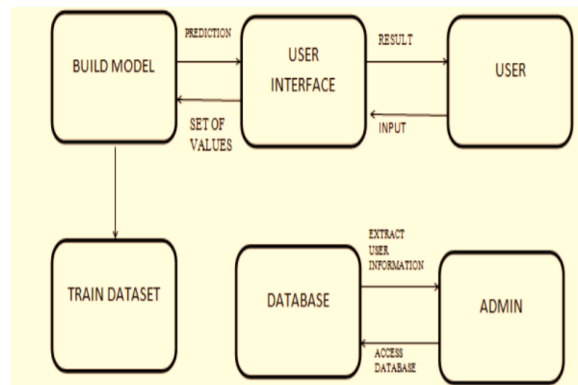 PREDICTION
BUILD MODEL
USER
INTERFACE
RESULT
USER
SET OF
VALUES
INPUT
EXTRACT
USER
INFORMATION
TRAIN DATASET
DATABASE
ADMIN
ACCESS
DATABASE